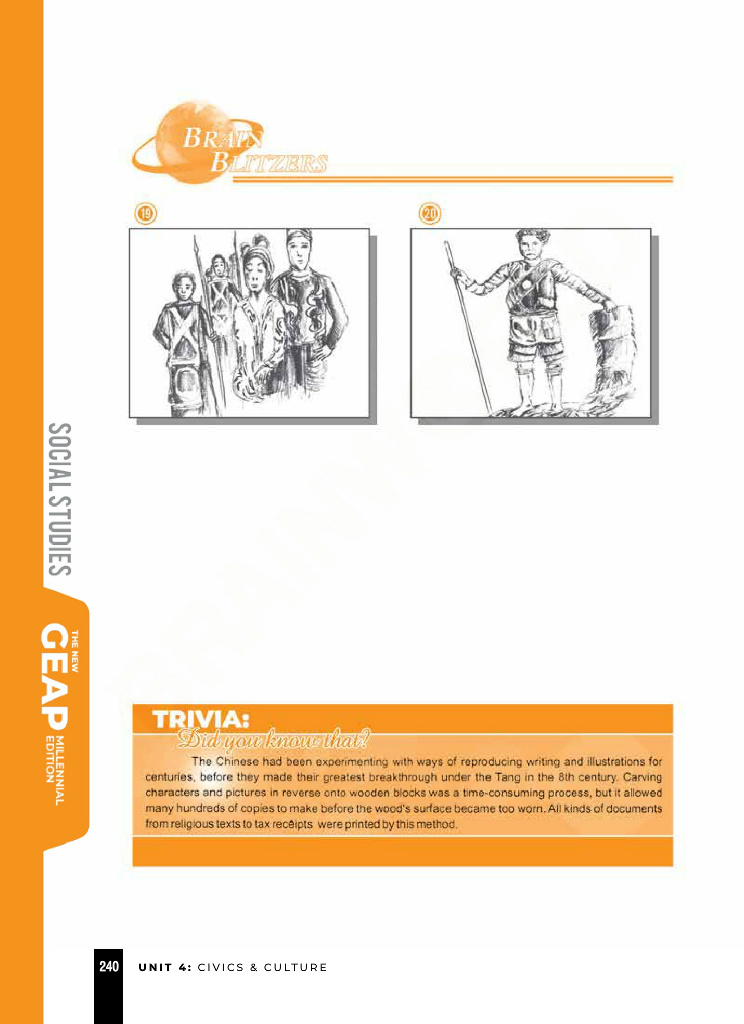 BRAIN
BLITZERS
19
20
SOCIAL STUDIES
THE NEW
GEAP
MILLENNIAL
EDITION
TRIVIA:
Did you know that?
The Chinese had been experimenting with ways of reproducing writing and illustrations for
centuries, before they made their greatest breakthrough under the Tang in the 8th century. Carving
characters and pictures in reverse onto wooden blocks was a time-consuming process, but it allowed
many hundreds of copies to make before the wood's surface became too worn. All kinds of documents
from religious texts to tax recêipts were printed by this method.
240
UNIT 4: CIVICS & CULTURE